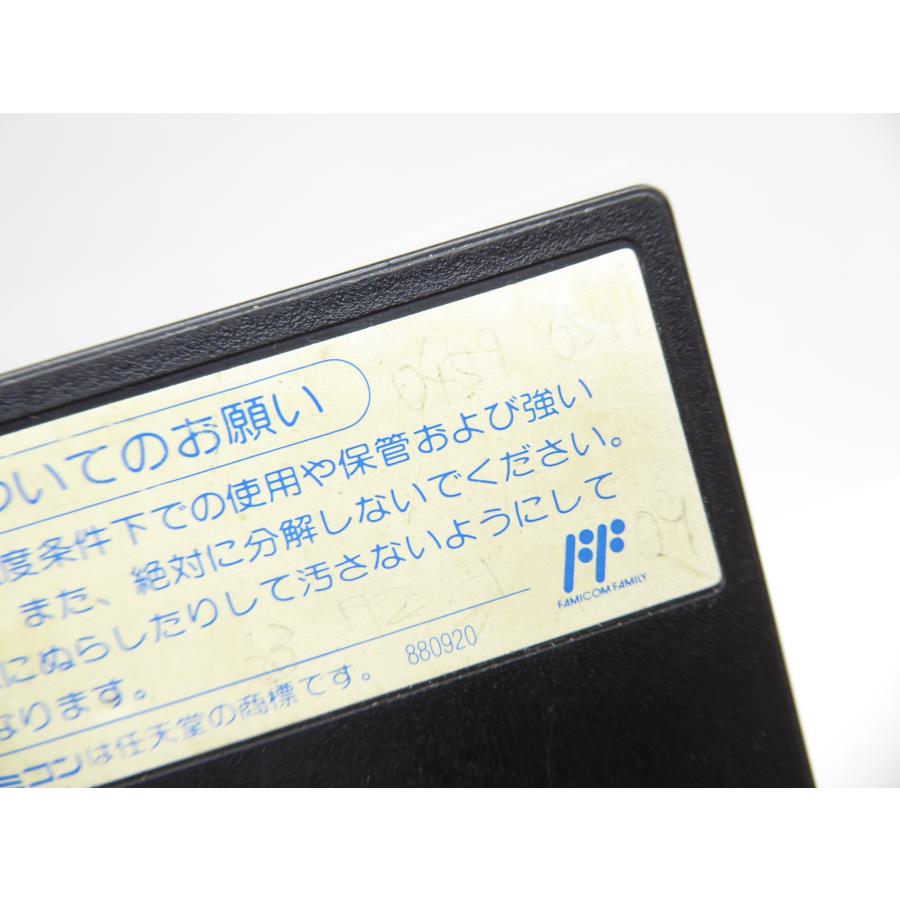 ついてのお願い
度条件下での使用や保管および強い
また、絶対に分解しないでください。
にぬらしたりして汚さないようにして
なります。
FAMICOM FAMILY
ミコンは任天堂の商標です。 880920